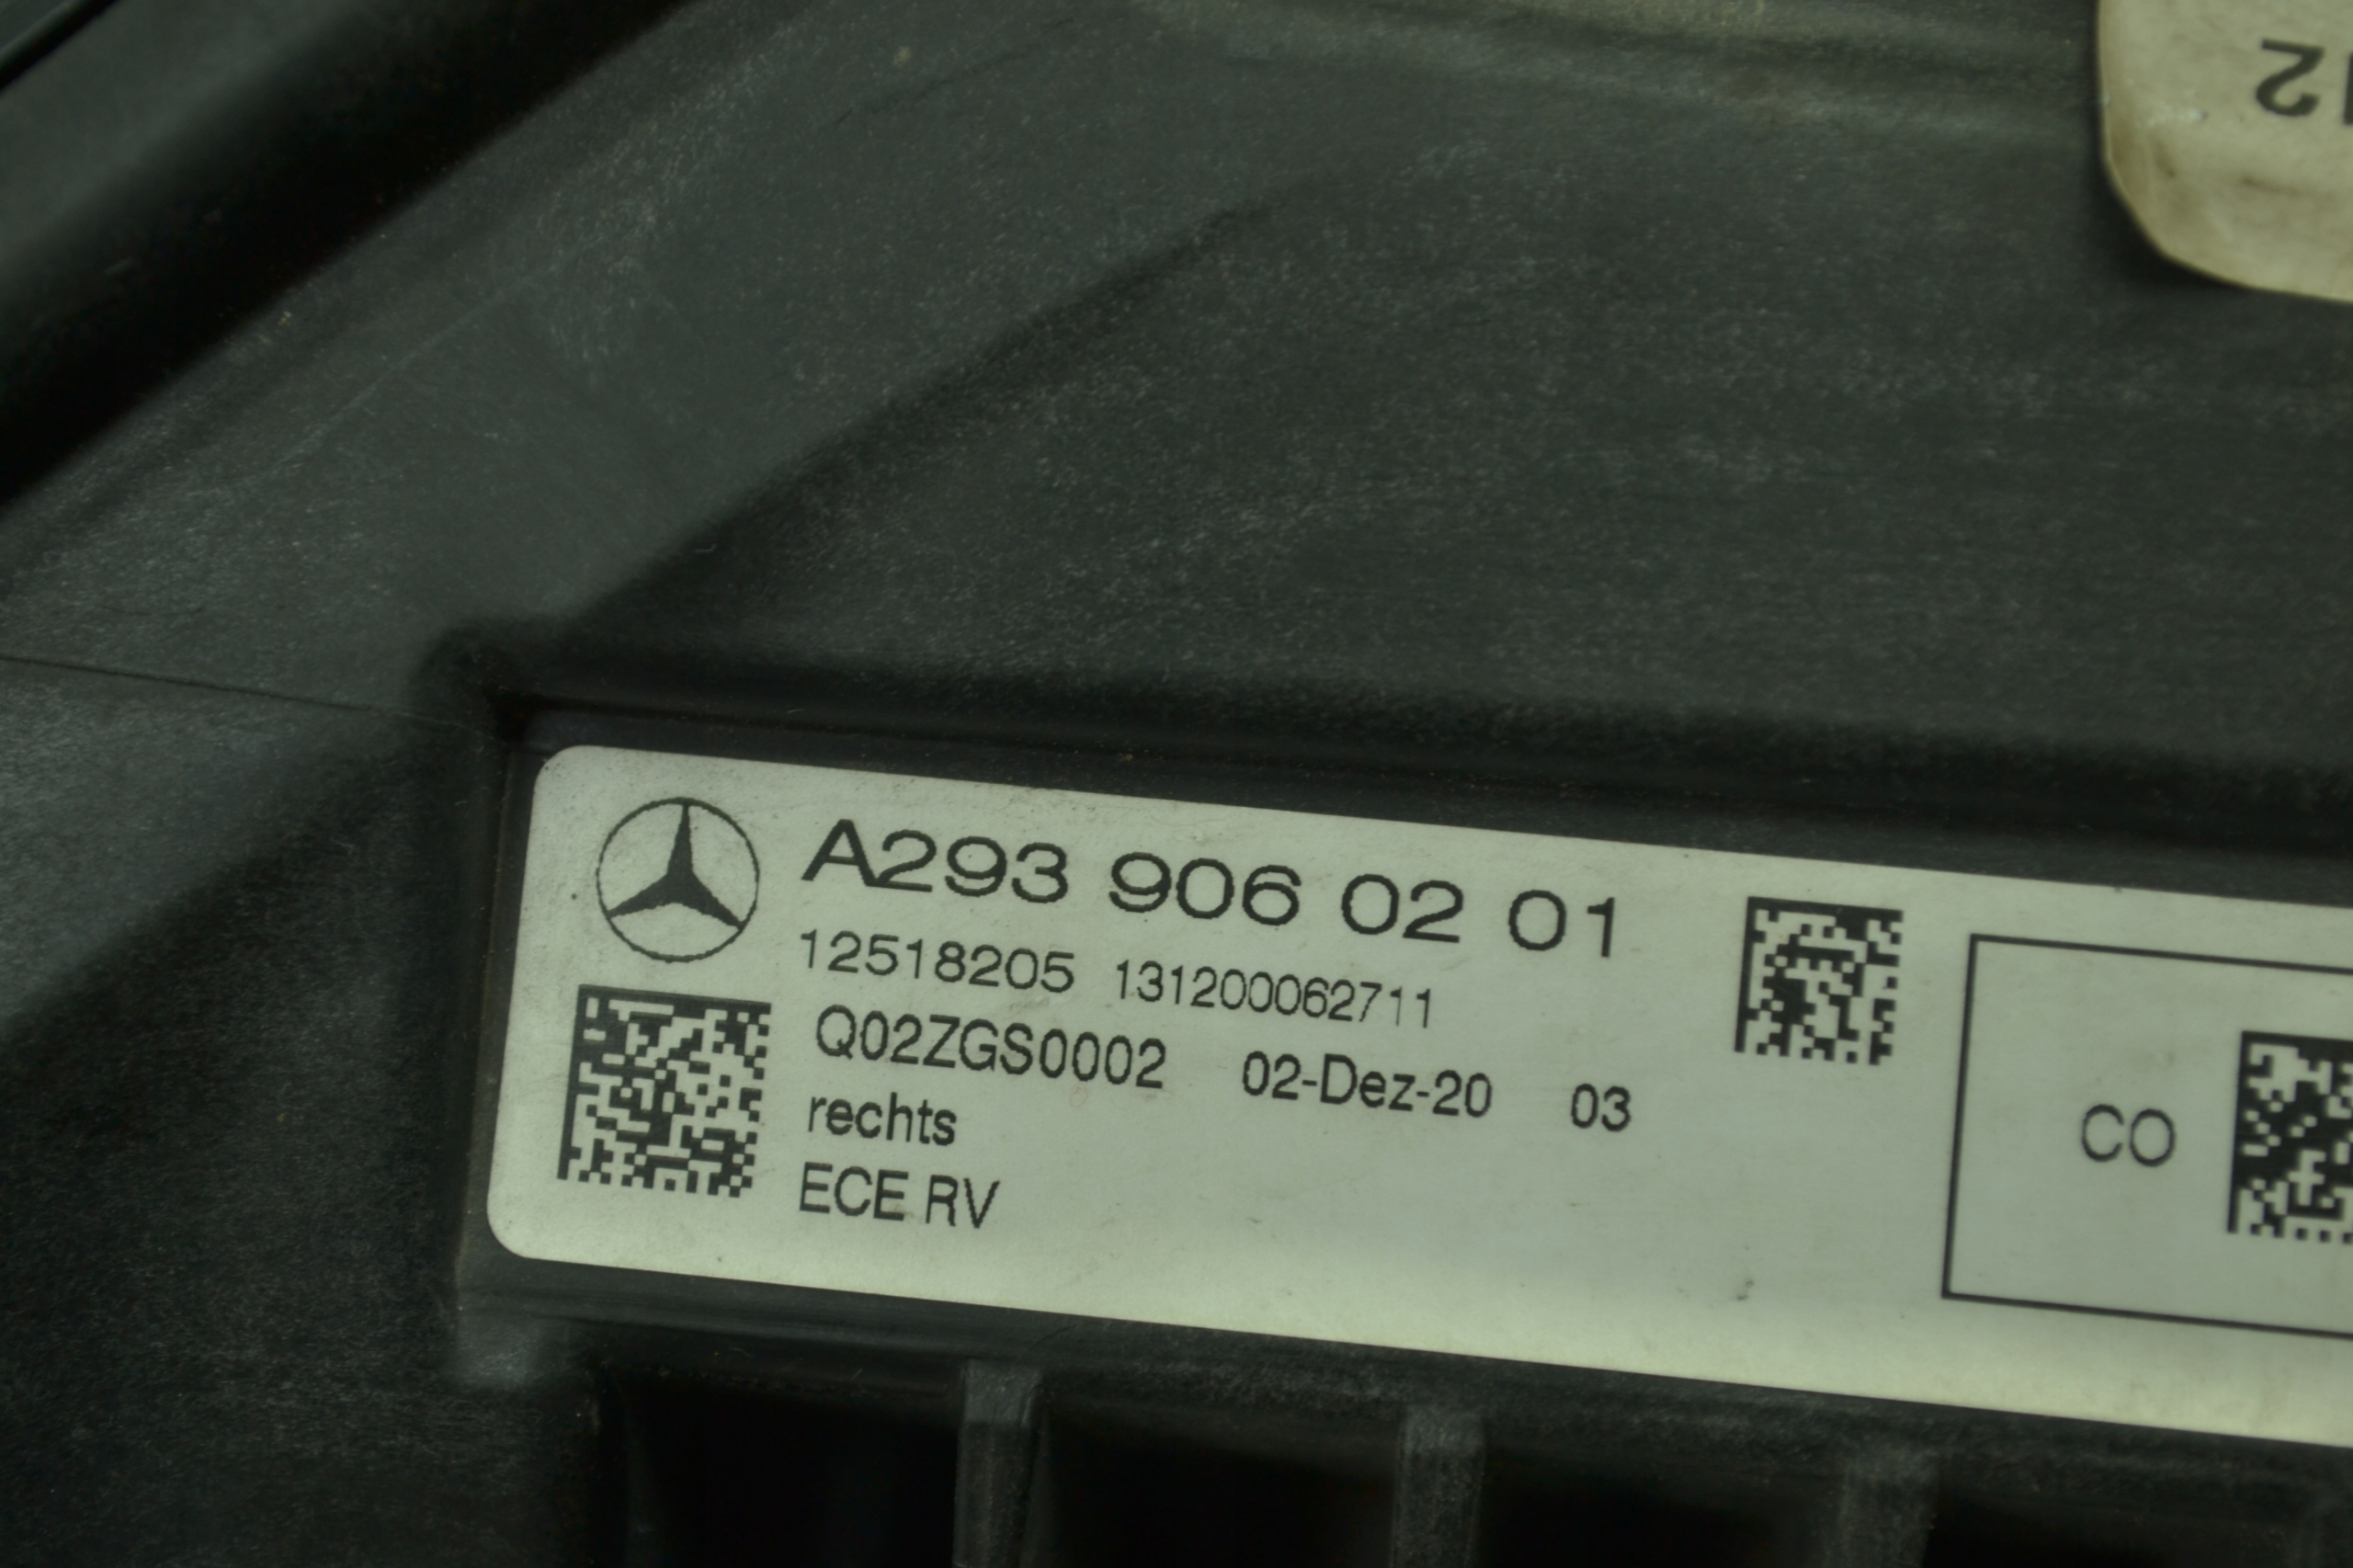 A293 906 02 01
12518205 131200062711
Q02ZGS0002 02-Dez-20 03
rechts
ECE RV
CO